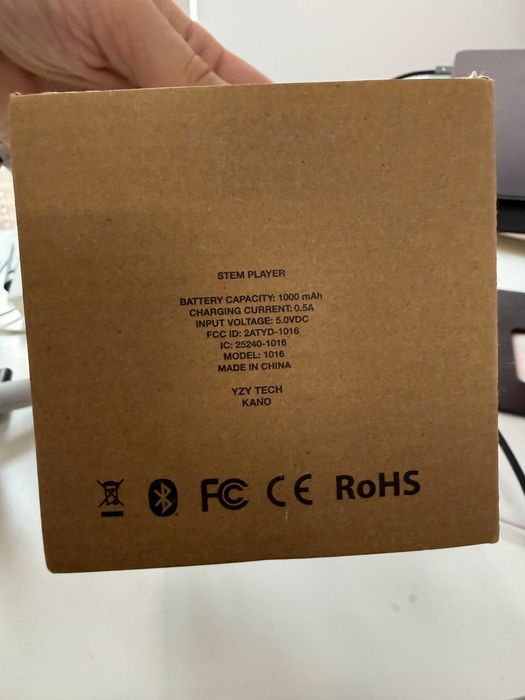 STEM PLAYER
BATTERY CAPACITY: 1000 mAh
CHARGING CURRENT: 0.5A
INPUT VOLTAGE: 5.0VDC
FCC ID: 2ATYD-1016
IC: 25240-1016
MODEL: 1016
MADE IN CHINA
YZY TECH
KANO
FC CE RoHS